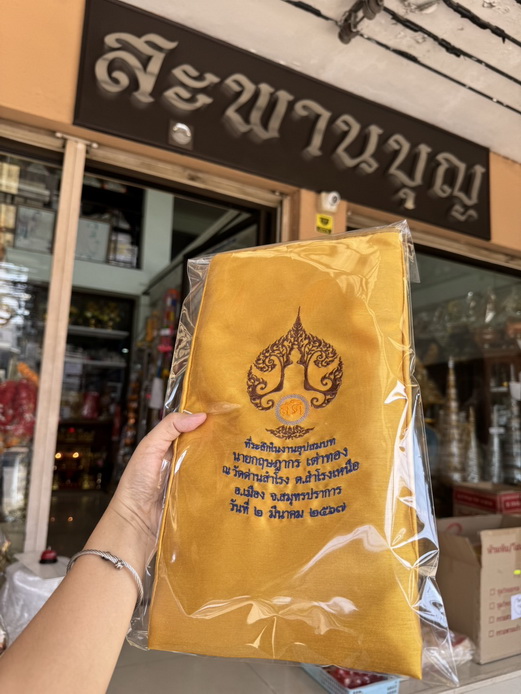 สะพานบุญ
ที่ระลึกในงานอุปสมบท
นายกฤษฎากร เต่าทอง
ณ วัดด่านสำโรง ต.สำโรงเหนือ
อ.เมือง จ.สมุทรปราการ
วันที่ ๒ มีนาคม ๒๕๖๗